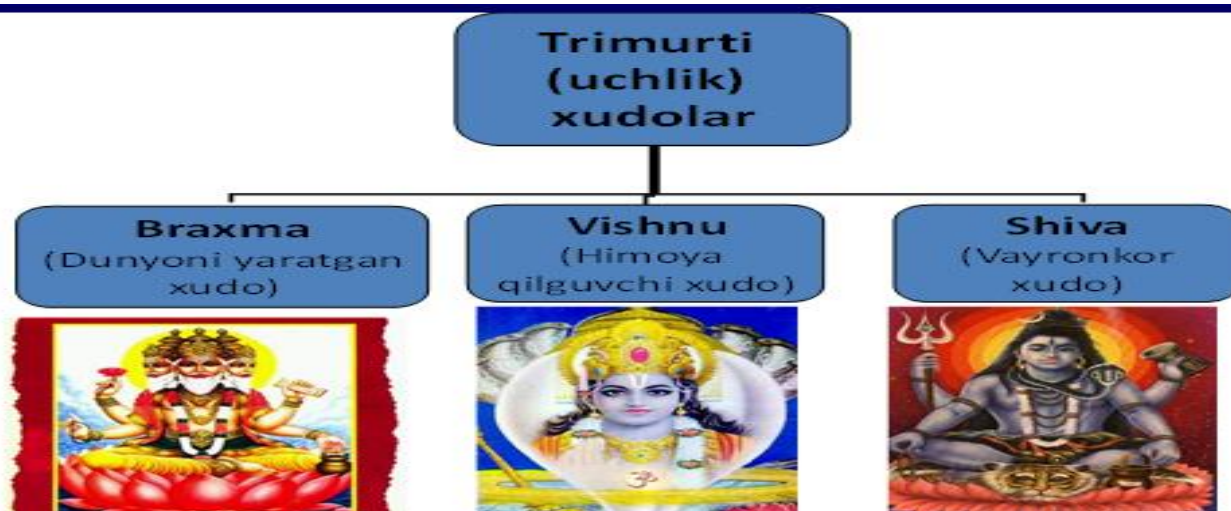 Trimurti
(uchlik)
xudolar
Braxma
(Dunyoni yaratgan
xudo)
Vishnu
(Himoya
qilguvchi xudo)
Shiva
(Vayronkor
xudo)
ॐ